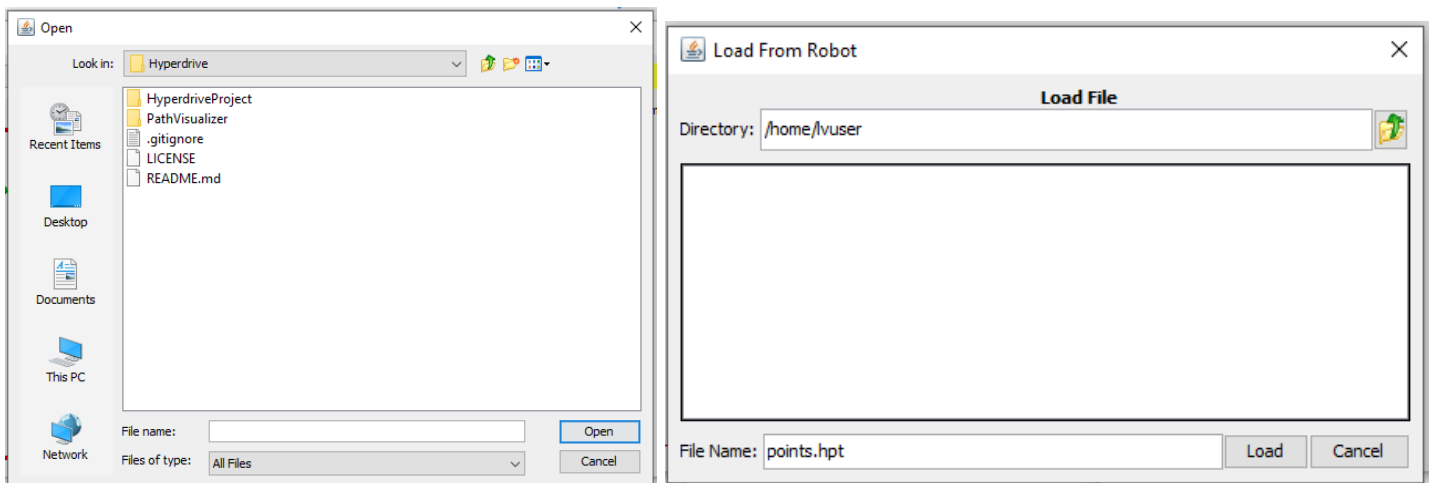 Open
Look in: Hyperdrive
Recent Items
Desktop
Documents
This PC
Network
HyperdriveProject
PathVisualizer
.gitignore
LICENSE
README.md
File name: Open
Files of type: All Files Cancel
Load From Robot
Load File
Directory: /home/lvuser
File Name: points.hpt Load Cancel